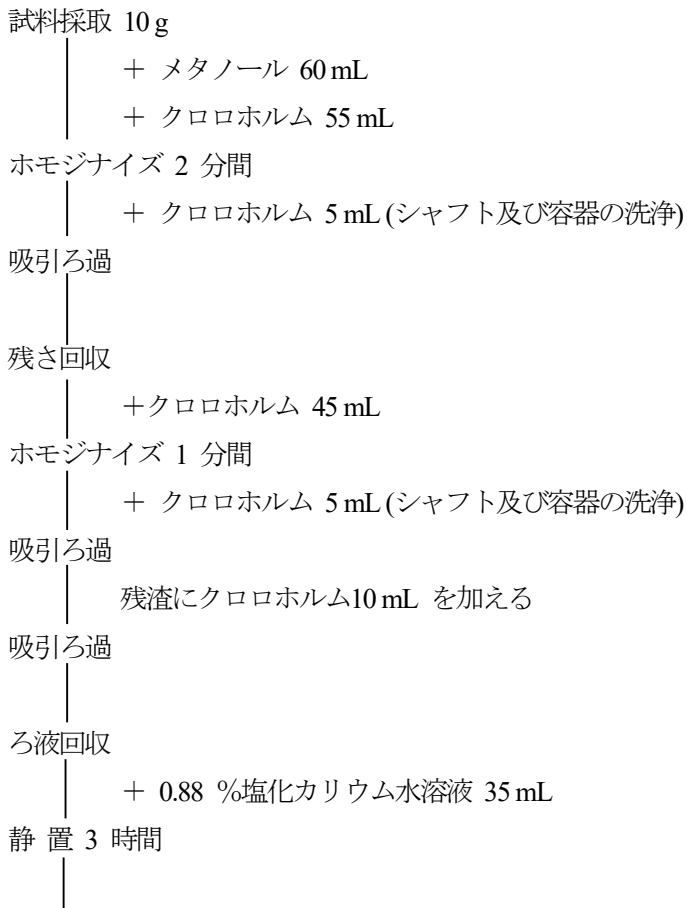 試料採取 10 g
＋ メタノール 60 mL
＋ クロロホルム 55 mL
ホモジナイズ 2 分間
＋ クロロホルム 5 mL (シャフト及び容器の洗浄)
吸引ろ過
残さ回収
＋クロロホルム 45 mL
ホモジナイズ 1 分間
＋ クロロホルム 5 mL (シャフト及び容器の洗浄)
吸引ろ過
残渣にクロロホルム10 mL を加える
吸引ろ過
ろ液回収
＋ 0.88 %塩化カリウム水溶液 35 mL
静 置 3 時間